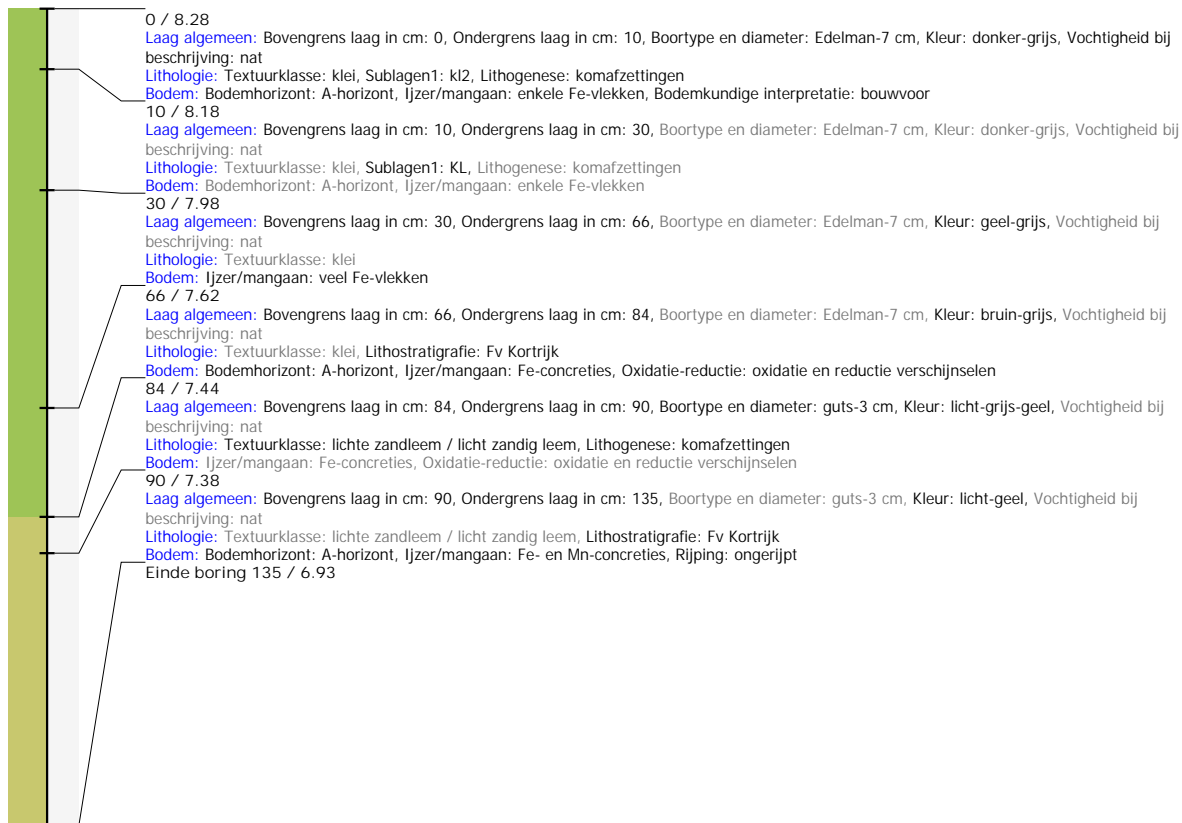 0 / 8.28
Laag algemeen: Bovengrens laag in cm: 0, Ondergrens laag in cm: 10, Boortype en diameter: Edelman-7 cm, Kleur: donker-grijs, Vochtigheid bij
beschrijving: nat
Lithologie: Textuurklasse: klei, Sublagen1: kl2, Lithogenese: komafzettingen
Bodem: Bodemhorizont: A-horizont, Ijzer/mangaan: enkele Fe-vlekken, Bodemkundige interpretatie: bouwvoor
10 / 8.18
Laag algemeen: Bovengrens laag in cm: 10, Ondergrens laag in cm: 30, Boortype en diameter: Edelman-7 cm, Kleur: donker-grijs, Vochtigheid bij
beschrijving: nat
Lithologie: Textuurklasse: klei, Sublagen1: KL, Lithogenese: komafzettingen
Bodem: Bodemhorizont: A-horizont, Ijzer/mangaan: enkele Fe-vlekken
30 / 7.98
Laag algemeen: Bovengrens laag in cm: 30, Ondergrens laag in cm: 66, Boortype en diameter: Edelman-7 cm, Kleur: geel-grijs, Vochtigheid bij
beschrijving: nat
Lithologie: Textuurklasse: klei
Bodem: Ijzer/mangaan: veel Fe-vlekken
66 / 7.62
Laag algemeen: Bovengrens laag in cm: 66, Ondergrens laag in cm: 84, Boortype en diameter: Edelman-7 cm, Kleur: bruin-grijs, Vochtigheid bij
beschrijving: nat
Lithologie: Textuurklasse: klei, Lithostratigrafie: Fv Kortrijk
Bodem: Bodemhorizont: A-horizont, Ijzer/mangaan: Fe-concreties, Oxidatie-reductie: oxidatie en reductie verschijnselen
84 / 7.44
Laag algemeen: Bovengrens laag in cm: 84, Ondergrens laag in cm: 90, Boortype en diameter: guts-3 cm, Kleur: licht-grijs-geel, Vochtigheid bij
beschrijving: nat
Lithologie: Textuurklasse: lichte zandleem / licht zandig leem, Lithogenese: komafzettingen
Bodem: Ijzer/mangaan: Fe-concreties, Oxidatie-reductie: oxidatie en reductie verschijnselen
90 / 7.38
Laag algemeen: Bovengrens laag in cm: 90, Ondergrens laag in cm: 135, Boortype en diameter: guts-3 cm, Kleur: licht-geel, Vochtigheid bij
beschrijving: nat
Lithologie: Textuurklasse: lichte zandleem / licht zandig leem, Lithostratigrafie: Fv Kortrijk
Bodem: Bodemhorizont: A-horizont, Ijzer/mangaan: Fe- en Mn-concreties, Rijping: ongerijpt
Einde boring 135 / 6.93